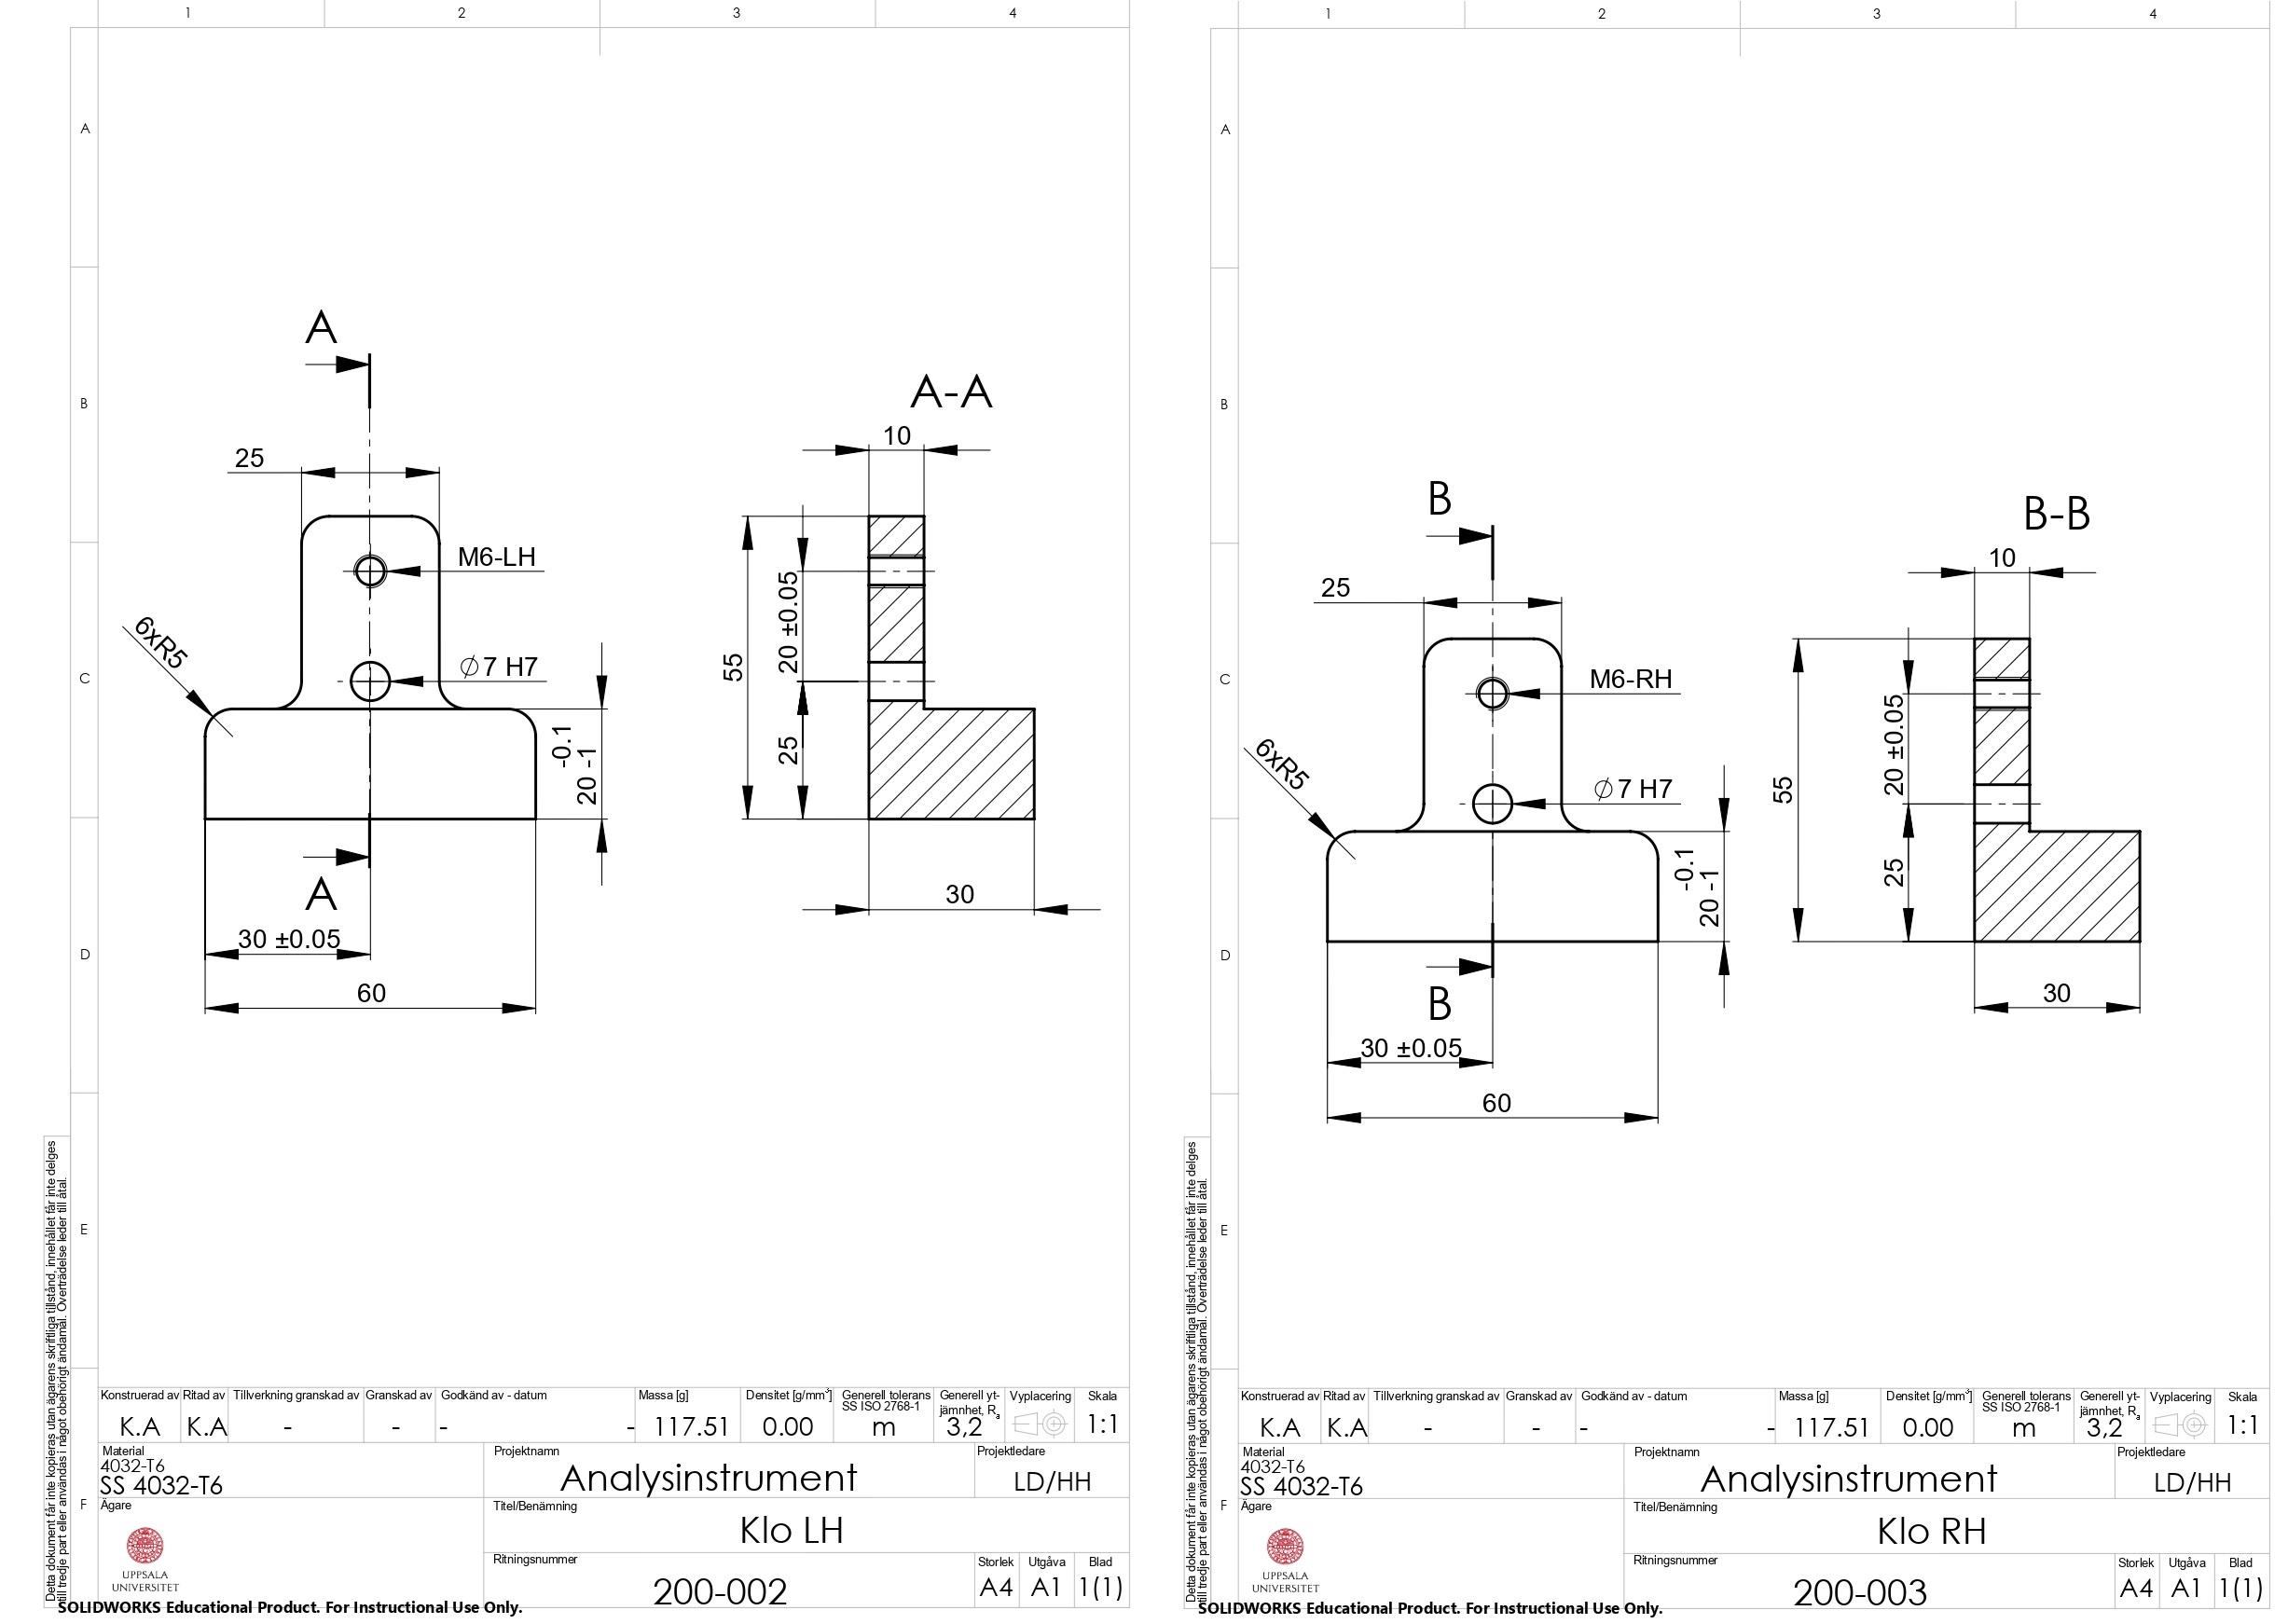 1 2 3 4
A
B
C
D
E
F
A
A-A
10
25
M6-LH
6xR5
⌀7 H7
55
20 ±0.05
25
-0.1
20 -1
A
30 ±0.05
60
30
Detta dokument får inte kopieras utan ägarens skriftliga tillstånd, innehållet får inte delges
till tredje part eller användas i något obehörigt ändamål. Överträdelse leder till åtal.
Konstruerad av Ritad av Tillverkning granskad av Granskad av Godkänd av - datum Massa [g] Densitet [g/mm³] Generell tolerans Generell yt- Vyplacering Skala
SS ISO 2768-1 jämnhet, Ra
K.A K.A - - - - 117.51 0.00 m 3,2 1:1
Material Projektnamn Projektledare
4032-T6
SS 4032-T6 Analysinstrument LD/HH
Ägare Titel/Benämning
Klo LH
UPPSALA
UNIVERSITET
Ritningsnummer Storlek Utgåva Blad
200-002 A4 A1 1(1)
SOLIDWORKS Educational Product. For Instructional Use Only.
1 2 3 4
A
B
C
D
E
F
B
B-B
10
25
M6-RH
6xR5
⌀7 H7
55
20 ±0.05
25
-0.1
20 -1
B
30 ±0.05
60
30
Detta dokument får inte kopieras utan ägarens skriftliga tillstånd, innehållet får inte delges
till tredje part eller användas i något obehörigt ändamål. Överträdelse leder till åtal.
Konstruerad av Ritad av Tillverkning granskad av Granskad av Godkänd av - datum Massa [g] Densitet [g/mm³] Generell tolerans Generell yt- Vyplacering Skala
SS ISO 2768-1 jämnhet, Ra
K.A K.A - - - - 117.51 0.00 m 3,2 1:1
Material Projektnamn Projektledare
4032-T6
SS 4032-T6 Analysinstrument LD/HH
Ägare Titel/Benämning
Klo RH
UPPSALA
UNIVERSITET
Ritningsnummer Storlek Utgåva Blad
200-003 A4 A1 1(1)
SOLIDWORKS Educational Product. For Instructional Use Only.